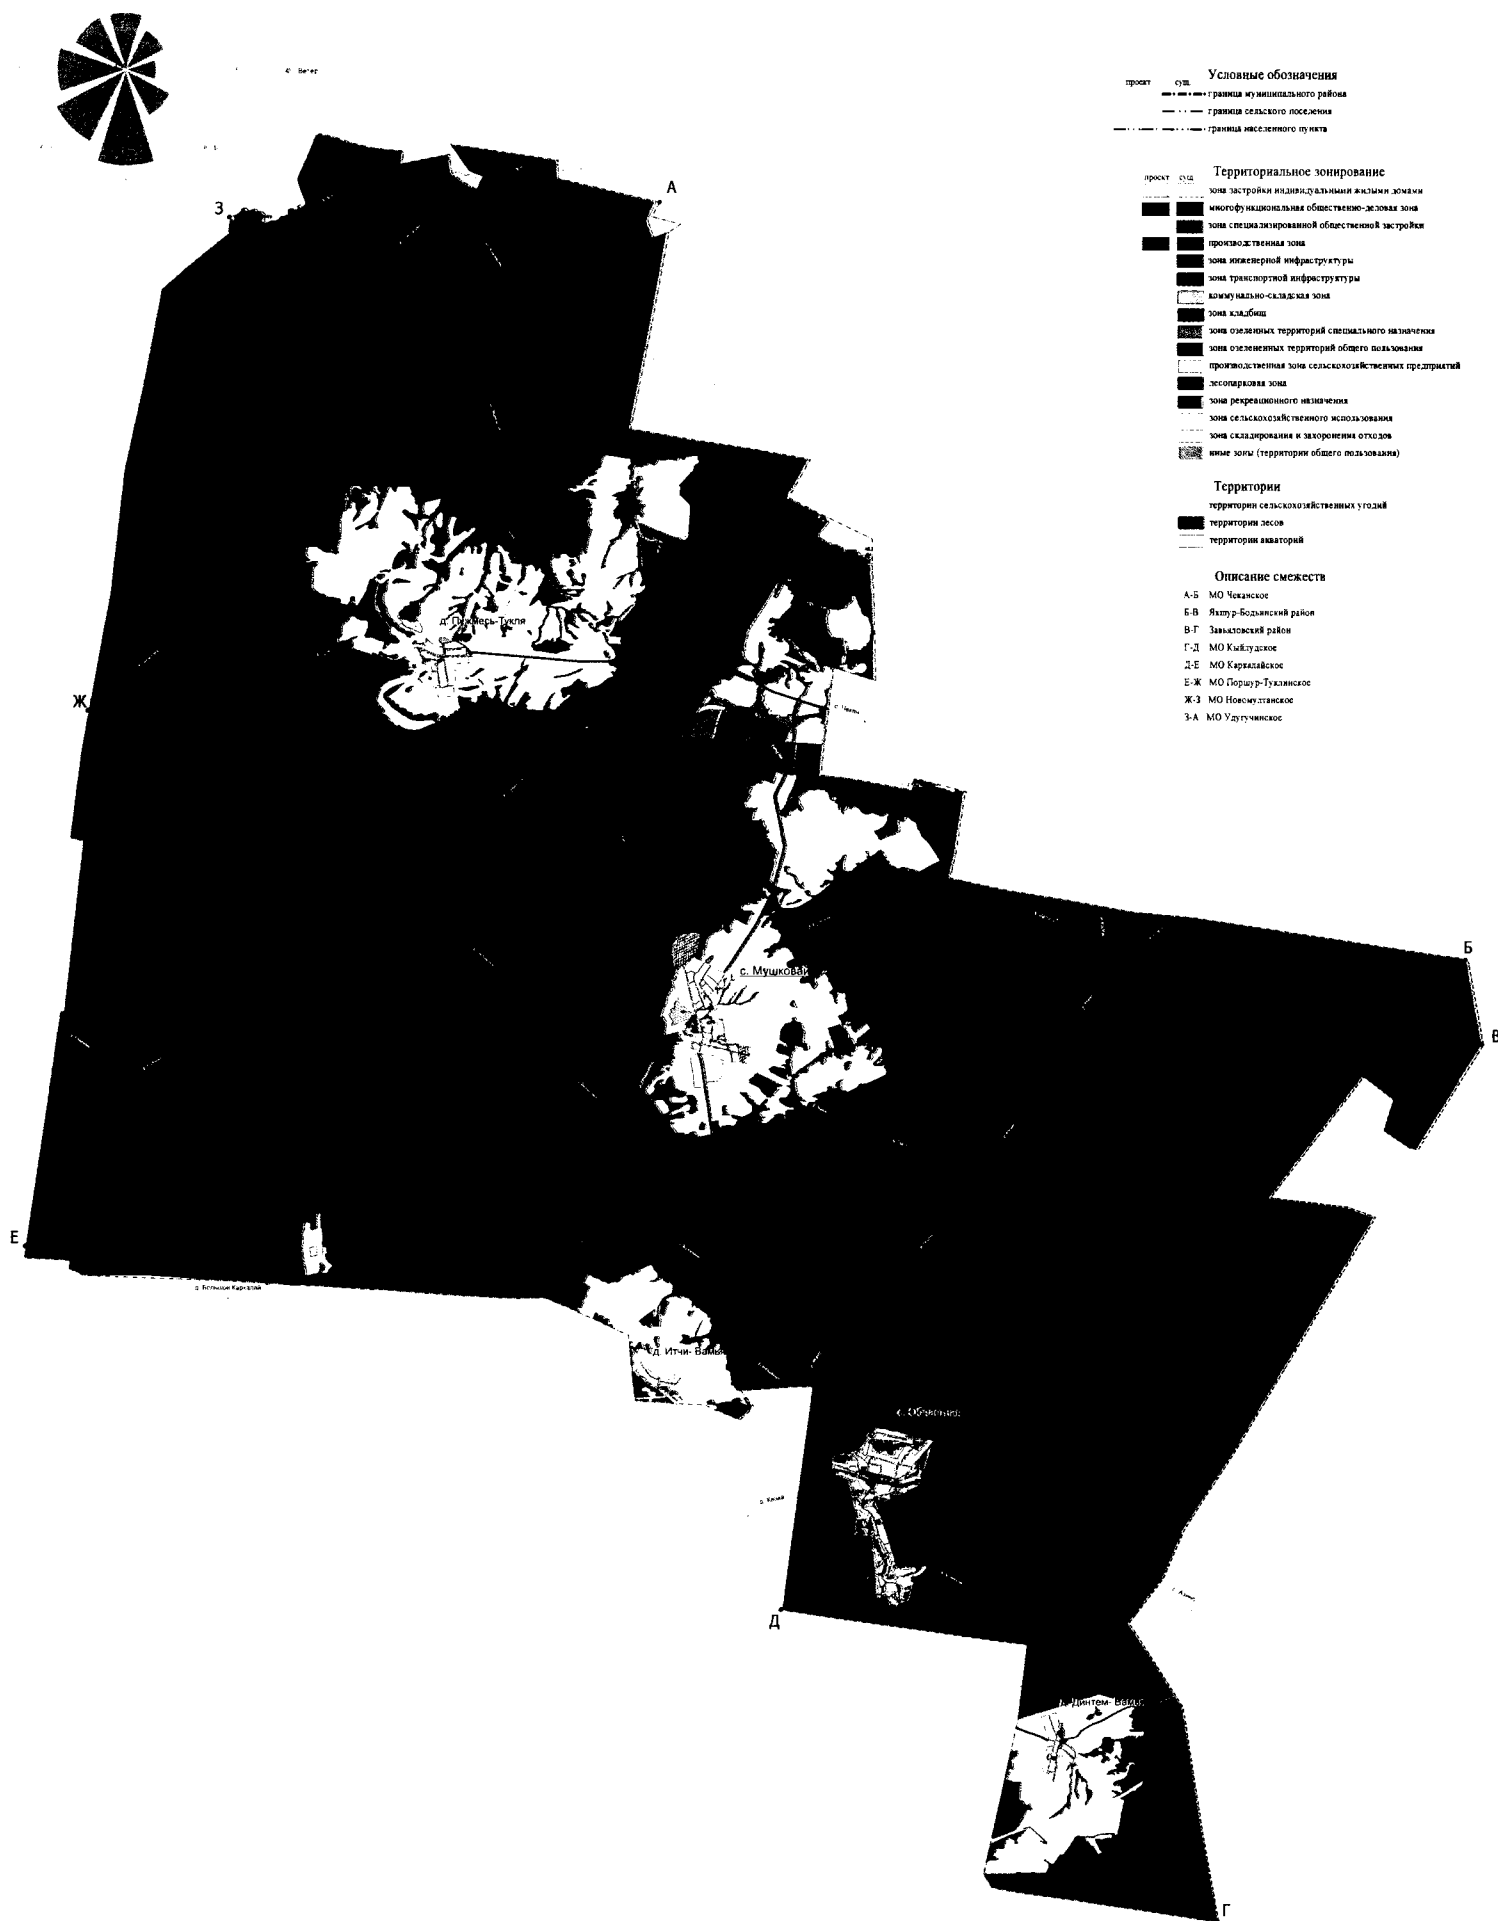 Условные обозначения
проект сущ.
граница муниципального района
граница сельского поселения
граница населенного пункта
Территориальное зонирование
проект сущ.
зона застройки индивидуальными жилыми домами
многофункциональная общественно-деловая зона
зона специализированной общественной застройки
производственная зона
зона инженерной инфраструктуры
зона транспортной инфраструктуры
коммунально-складская зона
зона кладбищ
зона озеленных территорий специального назначения
зона озелененных территорий общего пользования
производственная зона сельскохозяйственных предприятий
лесопарковая зона
зона рекреационного назначения
зона сельскохозяйственного использования
зона складирования и захоронения отходов
иные зоны (территории общего пользования)
Территории
территории сельскохозяйственных угодий
территории лесов
территории акваторий
Описание смежеств
А-Б МО Чеканское
Б-В Якшур-Бодьинский район
В-Г Завьяловский район
Г-Д МО Кыйлудское
Д-Е МО Каркалайское
Е-Ж МО Поршур-Туклинское
Ж-З МО Новомултанское
З-А МО Удугучинское
А
З
д. Пужмесь-Тукля
Ж
Б
с. Мушковай
В
Е
д. Большой Каркалай
д. Итчи- Вамья
Д
д. Динтем- Вамья
Г